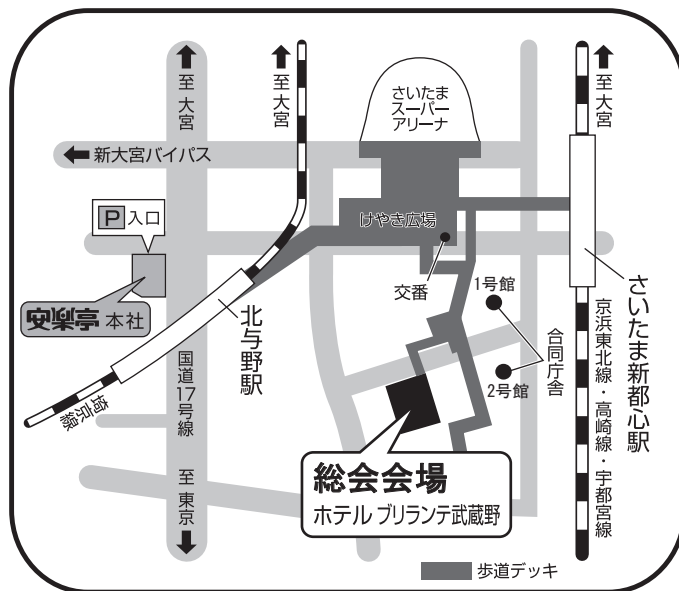 至大宮
至大宮
至大宮
さいたま
スーパー
アリーナ
新大宮バイパス
P 入口
けやき広場
交番
安楽亭 本社
北与野駅
1号館
合同庁舎
2号館
さいたま新都心駅
京浜東北線・高崎線・宇都宮線
国道17号線
埼京線
至東京
総会会場
ホテル ブリランテ武蔵野
歩道デッキ